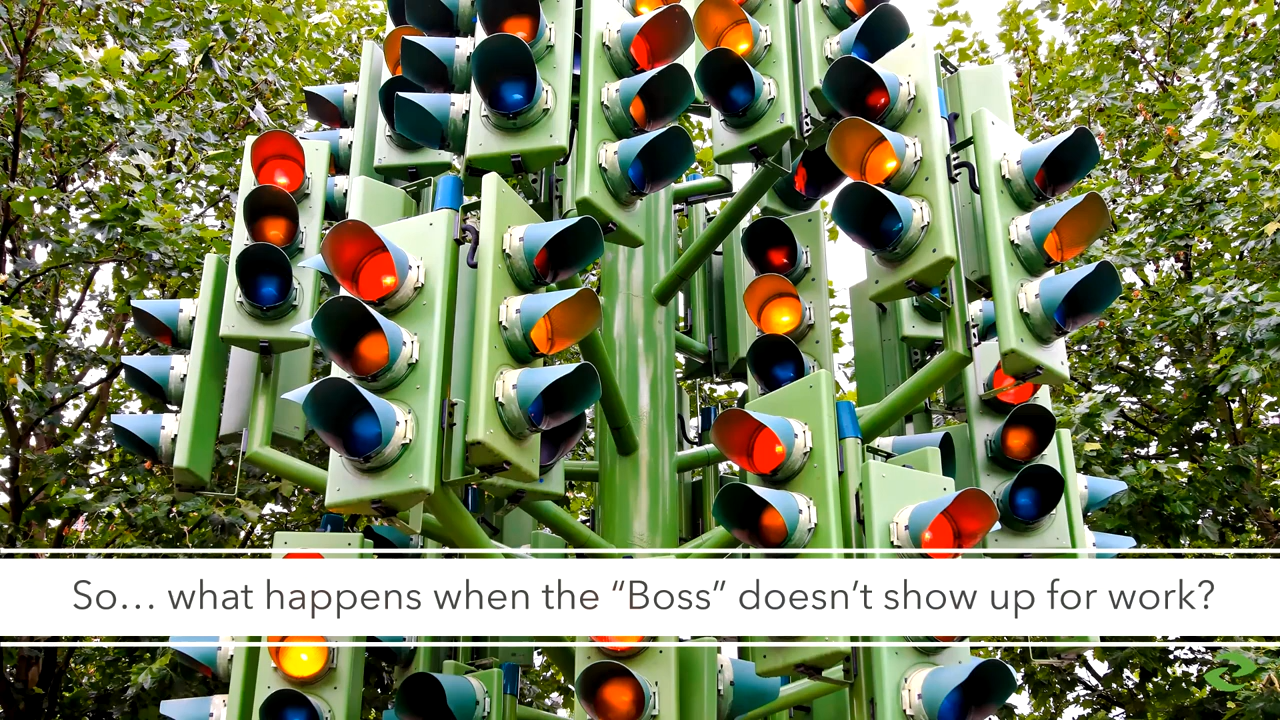 So… what happens when the “Boss” doesn’t show up for work?